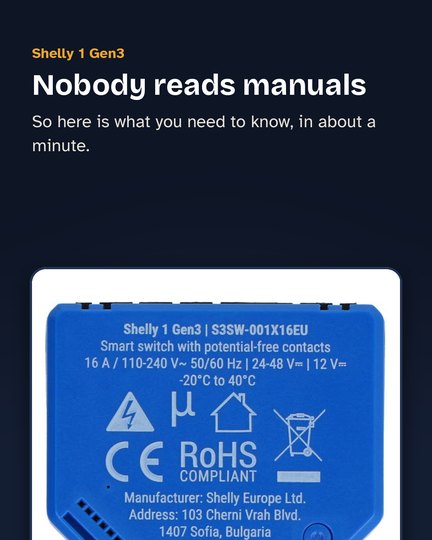 Shelly 1 Gen3
Nobody reads manuals
So here is what you need to know, in about a
minute.
Shelly 1 Gen3 | S3SW-001X16EU
Smart switch with potential-free contacts
16 A / 110-240 V~ 50/60 Hz | 24-48 V⎓ | 12 V⎓
-20°C to 40°C
μ
CE RoHS
COMPLIANT
Manufacturer: Shelly Europe Ltd.
Address: 103 Cherni Vrah Blvd.
1407 Sofia, Bulgaria